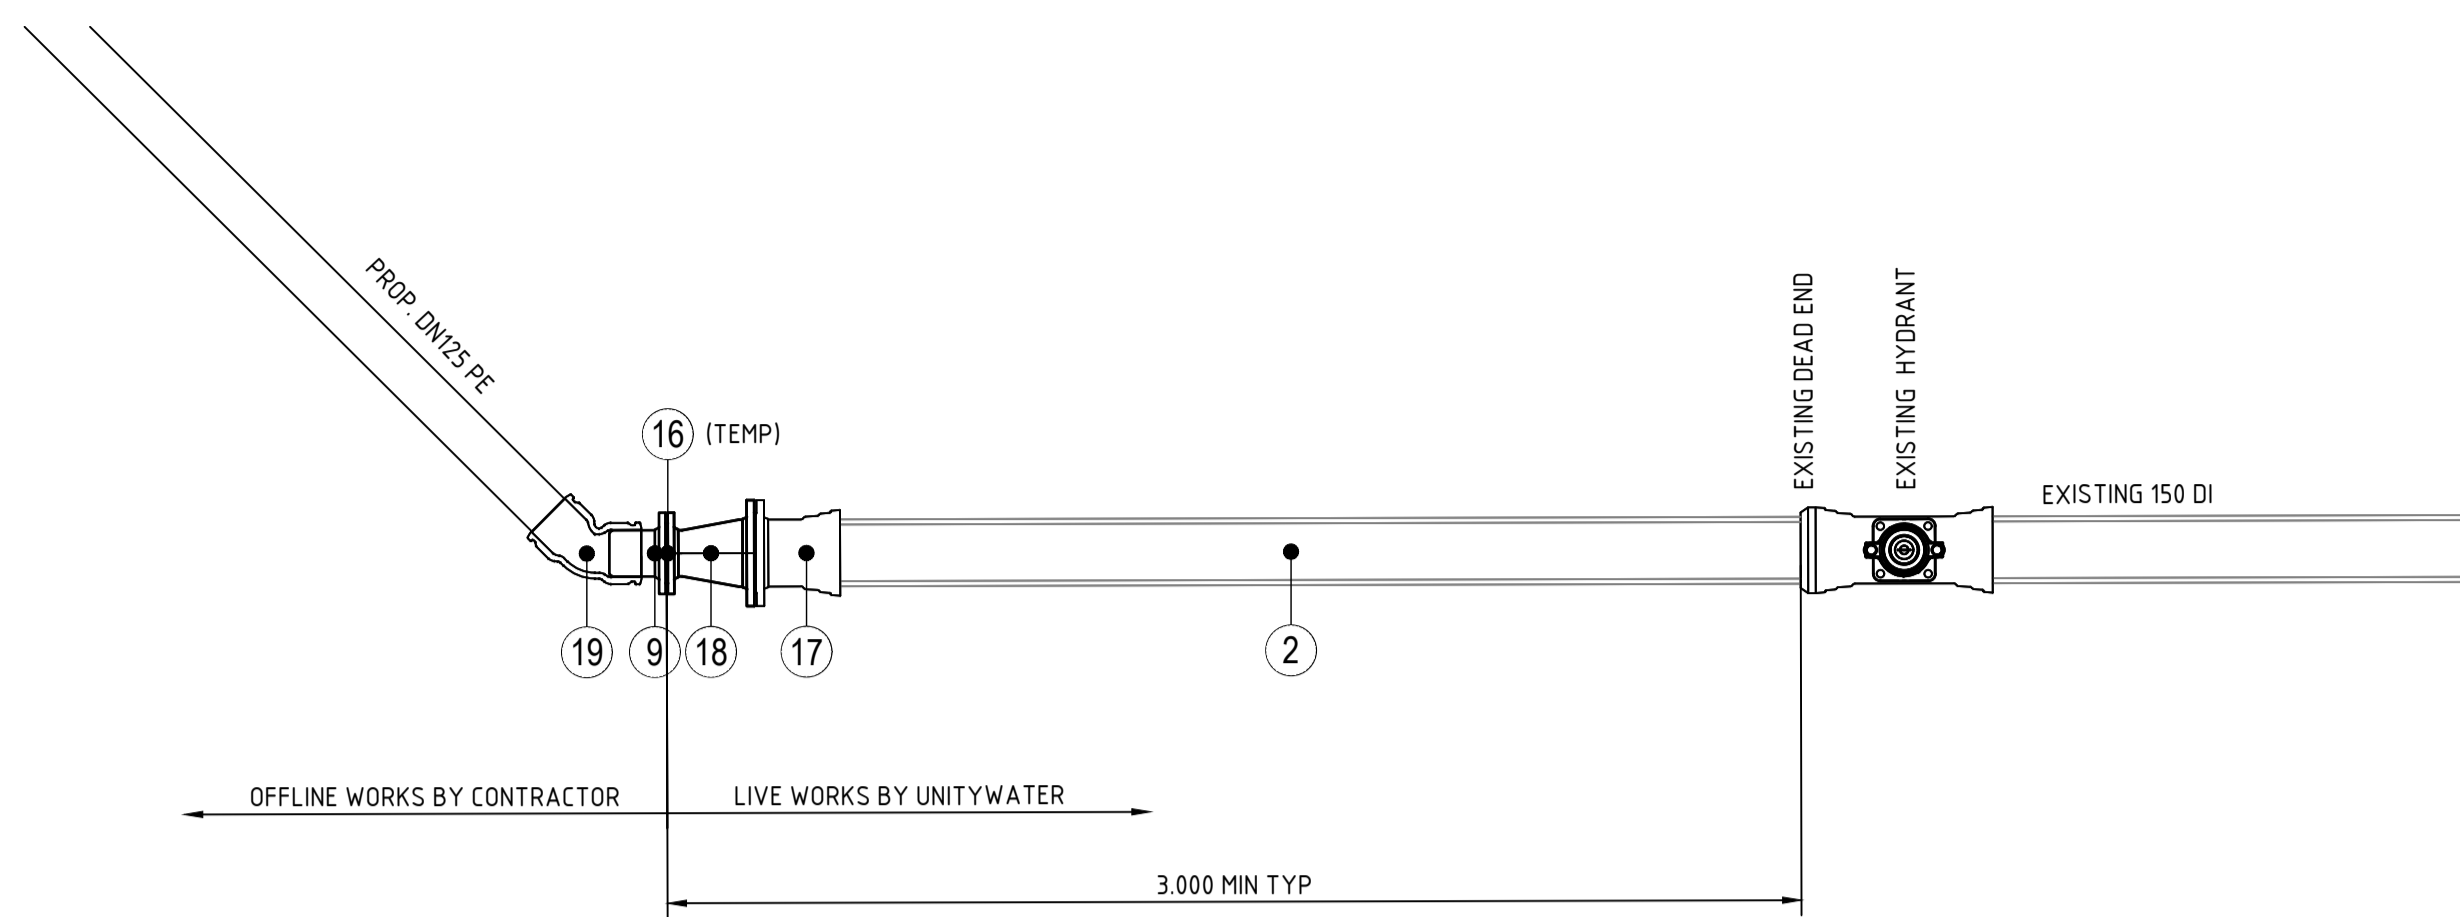 PROP. DN125 PE
16 (TEMP)
EXISTING DEAD END
EXISTING HYDRANT
EXISTING 150 DI
19
9
18
17
2
OFFLINE WORKS BY CONTRACTOR
LIVE WORKS BY UNITYWATER
3.000 MIN TYP